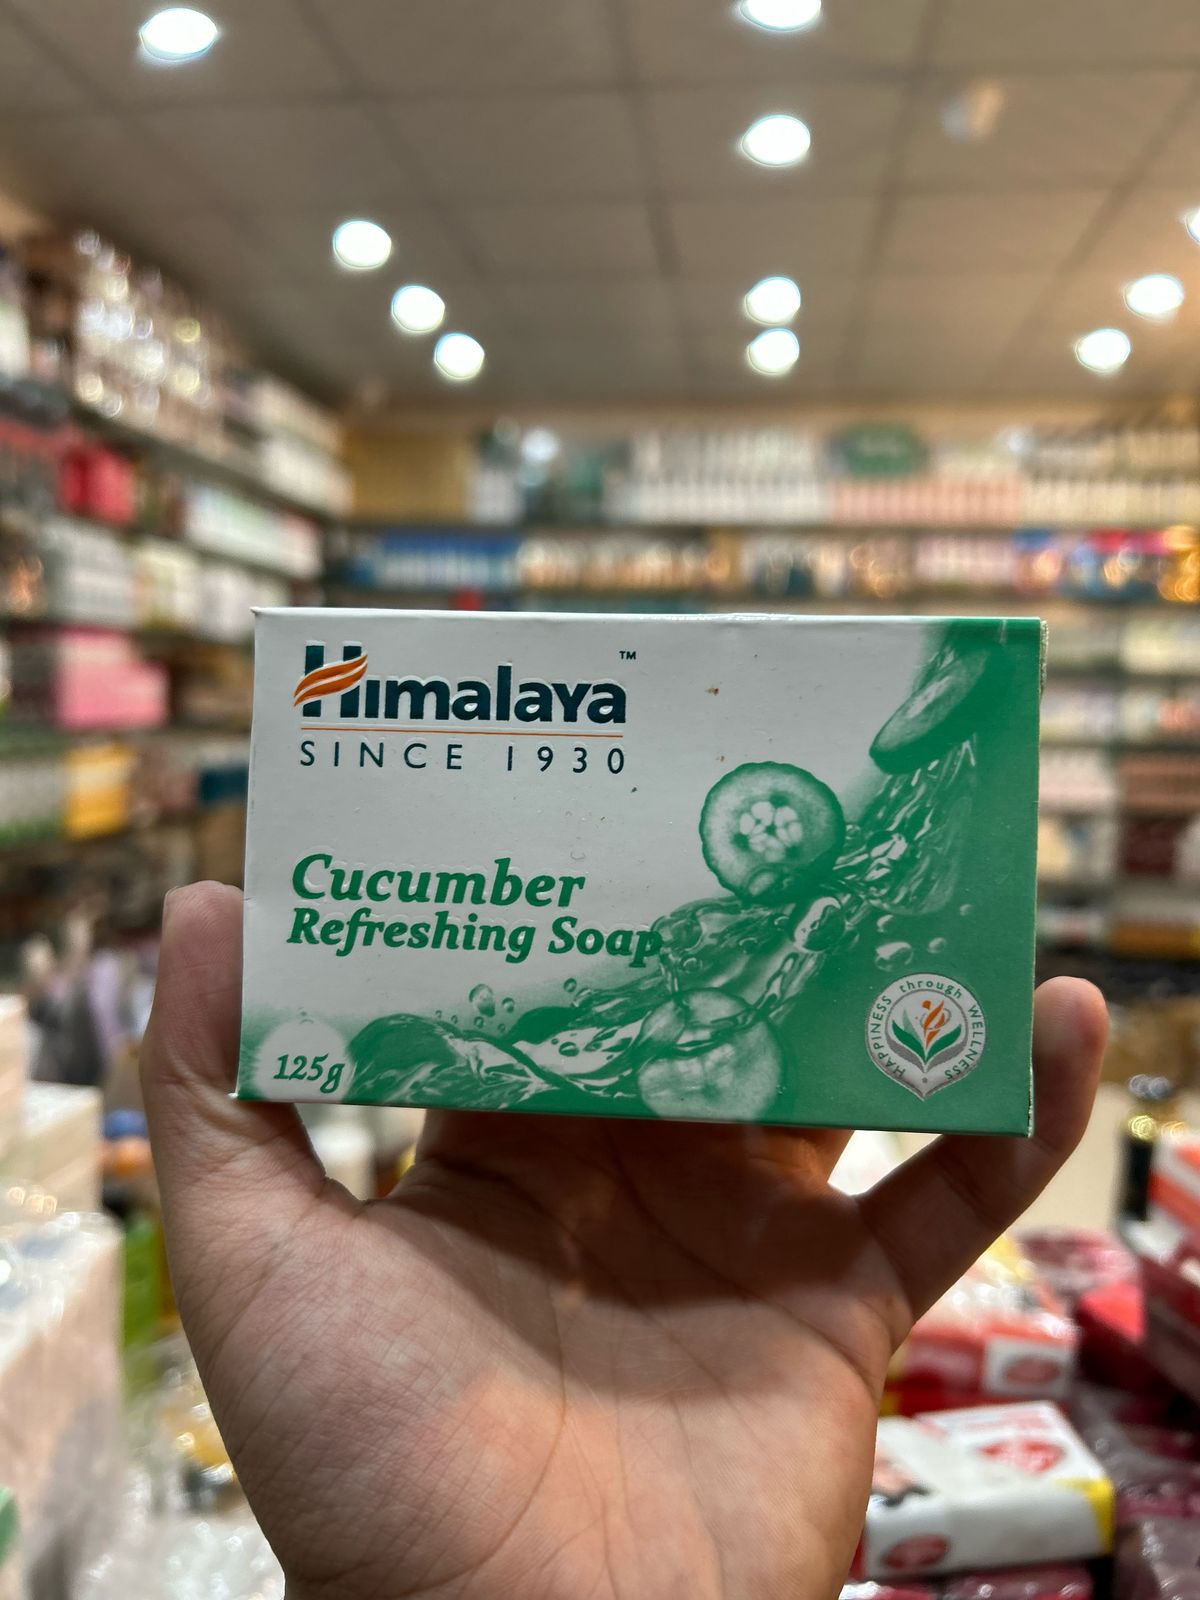 Himalaya™
SINCE 1930
Cucumber
Refreshing Soap
125g
HAPPINESS through WELLNESS